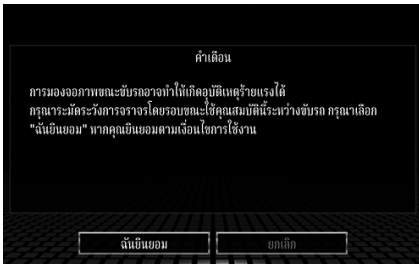 คำเตือน
การมองจอภาพขณะขับรถอาจทำให้เกิดอุบัติเหตุร้ายแรงได้
กรุณาระมัดระวังการจราจรโดยรอบขณะใช้คุณสมบัตินี้ระหว่างขับรถ กรุณาเลือก
"ฉันยินยอม" หากคุณยินยอมตามเงื่อนไขการใช้งาน
ฉันยินยอม
ยกเลิก